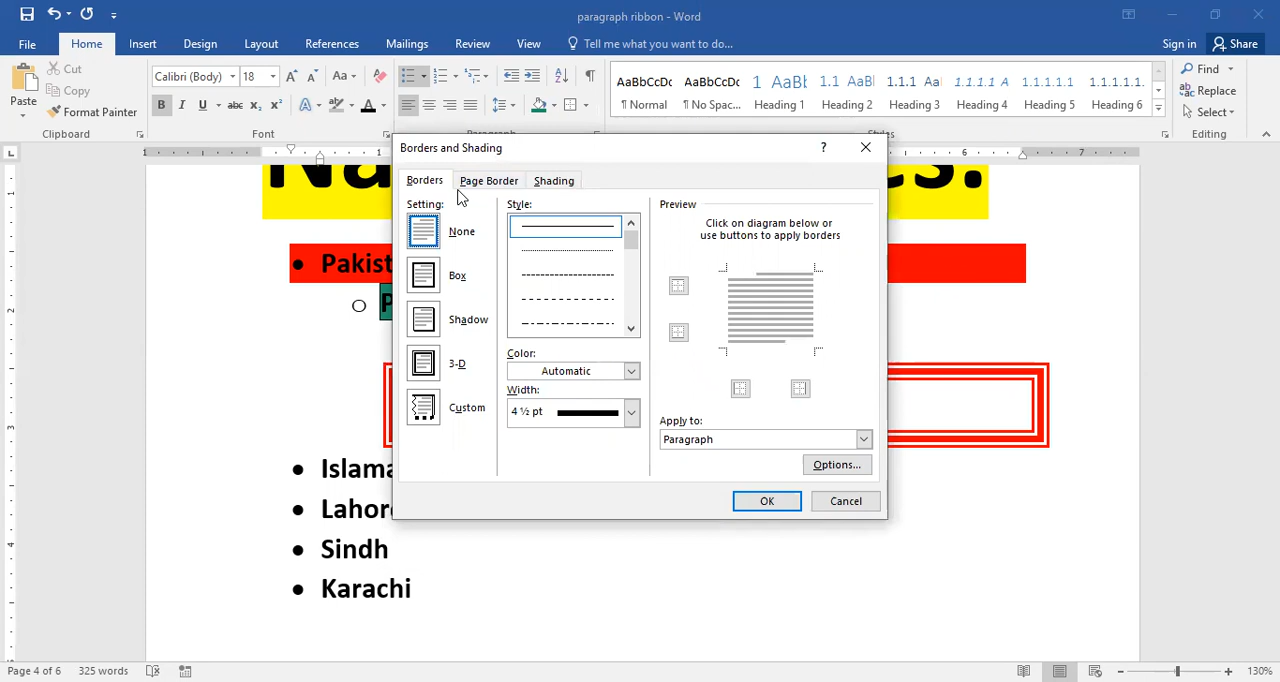 paragraph ribbon - Word
File Home Insert Design Layout References Mailings Review View Tell me what you want to do... Sign in Share
Paste
Cut
Copy
Format Painter
Clipboard
Calibri (Body) 18
Font
Paragraph
AaBbCcDc AaBbCcDc 1 AaBb 1.1 AaBl 1.1.1 Aa 1.1.1.1 A 1.1.1.1.1 1.1.1.1.1.
¶ Normal ¶ No Spac... Heading 1 Heading 2 Heading 3 Heading 4 Heading 5 Heading 6
Styles
Find
Replace
Select
Editing
Borders and Shading
Borders Page Border Shading
Setting:
None
Box
Shadow
3-D
Custom
Style:
Color:
Automatic
Width:
4 ½ pt
Preview
Click on diagram below or
use buttons to apply borders
Apply to:
Paragraph
Options...
OK Cancel
• Pakist
• Islama
• Lahor
• Sindh
• Karachi
Page 4 of 6 325 words 130%